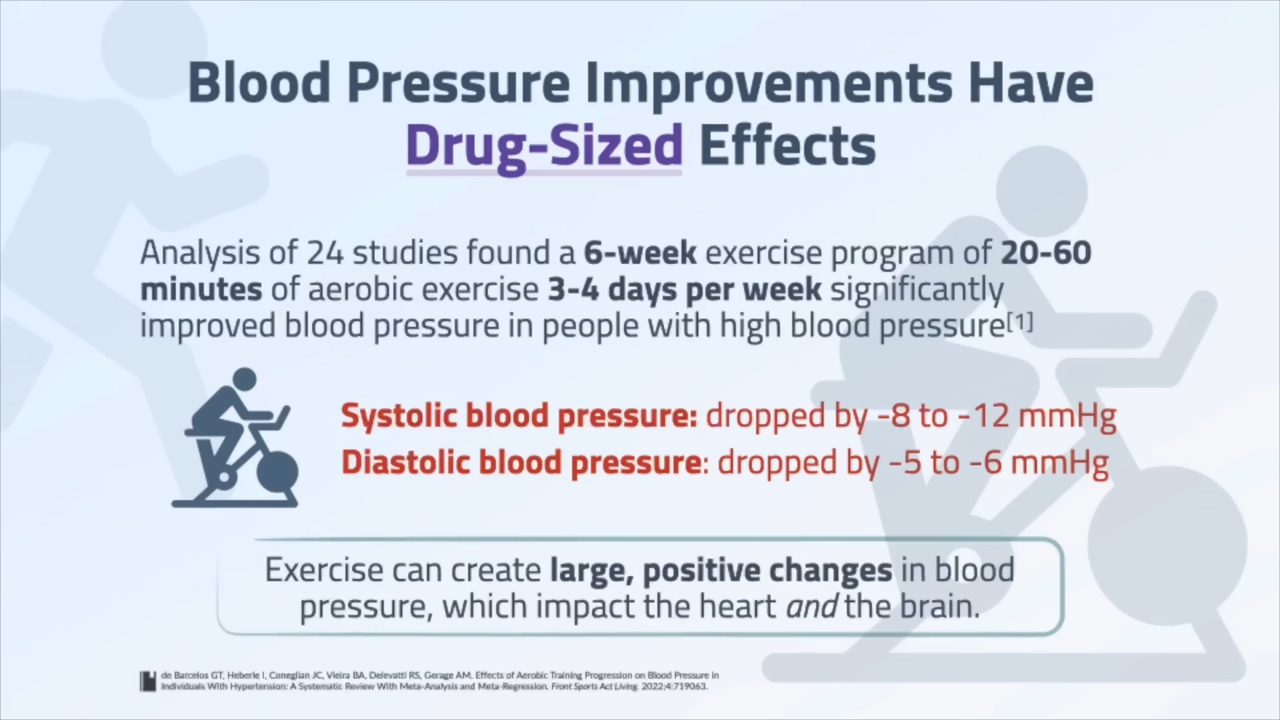 Blood Pressure Improvements Have
Drug-Sized Effects
Analysis of 24 studies found a 6-week exercise program of 20-60
minutes of aerobic exercise 3-4 days per week significantly
improved blood pressure in people with high blood pressure[1]
Systolic blood pressure: dropped by -8 to -12 mmHg
Diastolic blood pressure: dropped by -5 to -6 mmHg
Exercise can create large, positive changes in blood
pressure, which impact the heart and the brain.
de Barcelos GT, Heberle I, Coneglian JC, Vieira BA, Delevatti RS, Gerage AM. Effects of Aerobic Training Progression on Blood Pressure in
Individuals With Hypertension: A Systematic Review With Meta-Analysis and Meta-Regression. Front Sports Act Living. 2022;4:719063.